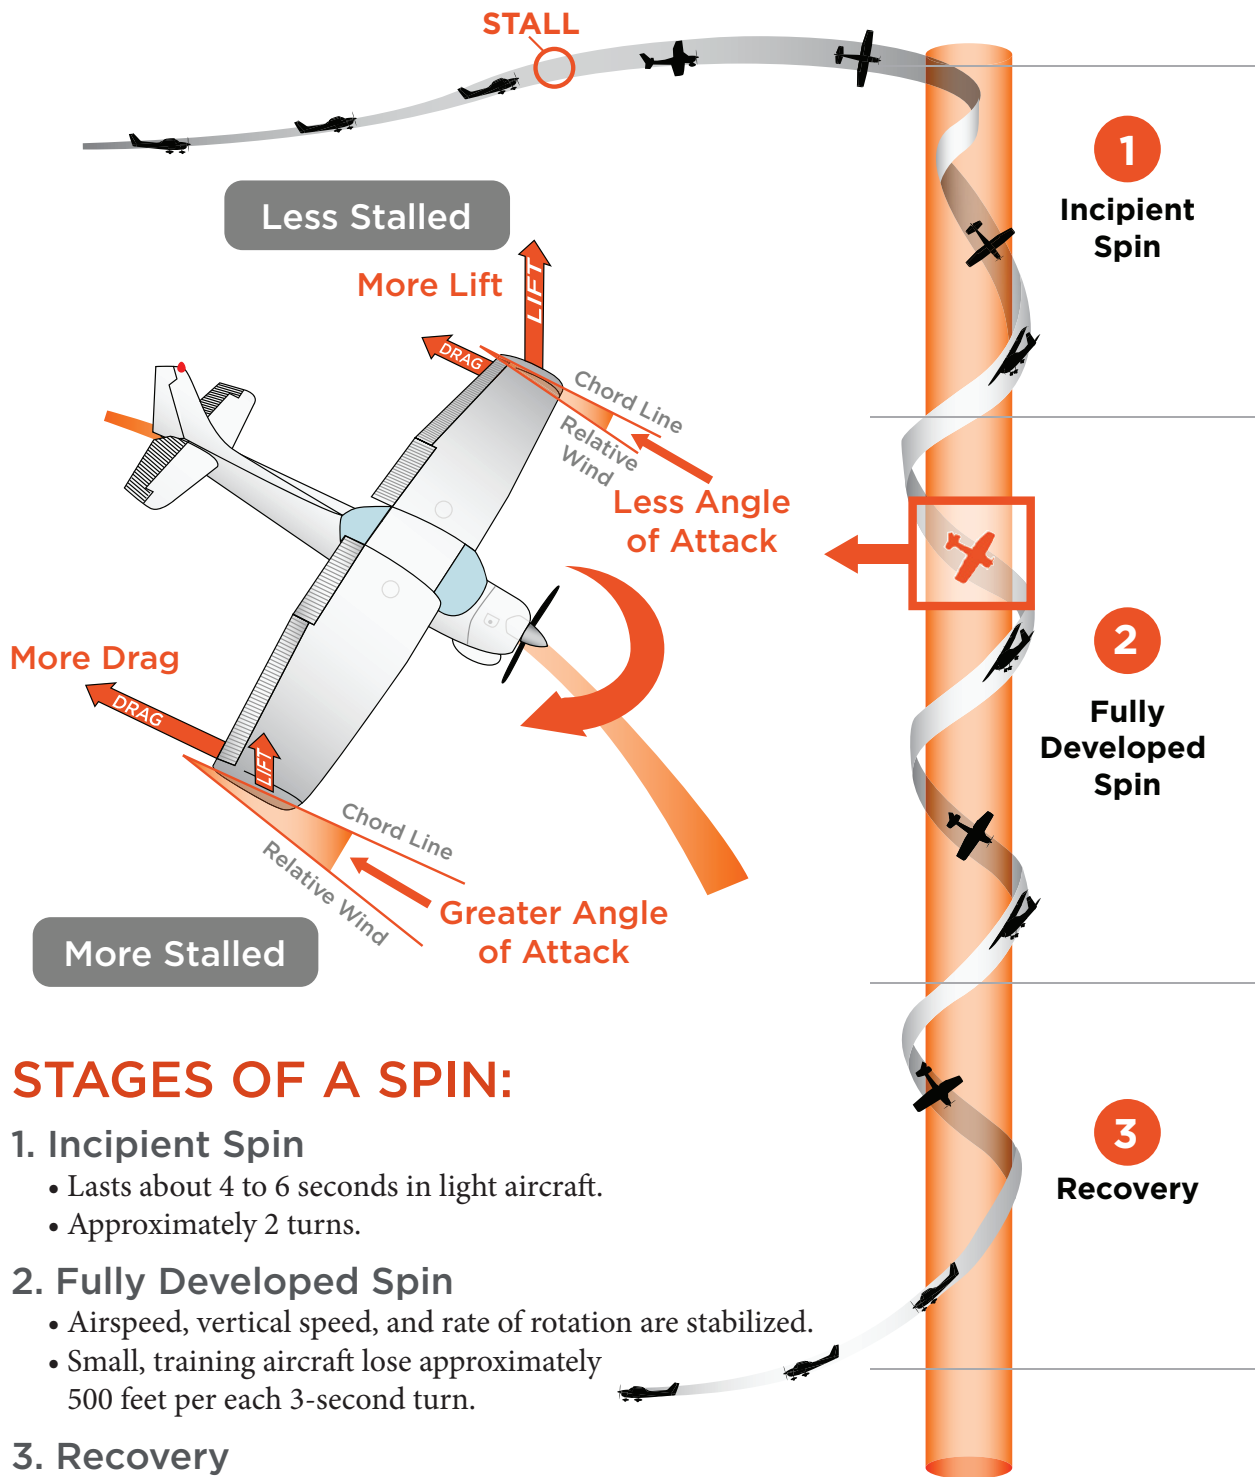 STALL
1
Incipient
Spin
Less Stalled
More Lift
LIFT
DRAG
Chord Line
Relative
Wind
Less Angle
of Attack
2
Fully
Developed
Spin
More Drag
DRAG
LIFT
Chord Line
Relative Wind
Greater Angle
of Attack
More Stalled
3
Recovery
STAGES OF A SPIN:
1. Incipient Spin
• Lasts about 4 to 6 seconds in light aircraft.
• Approximately 2 turns.
2. Fully Developed Spin
• Airspeed, vertical speed, and rate of rotation are stabilized.
• Small, training aircraft lose approximately
500 feet per each 3-second turn.
3. Recovery